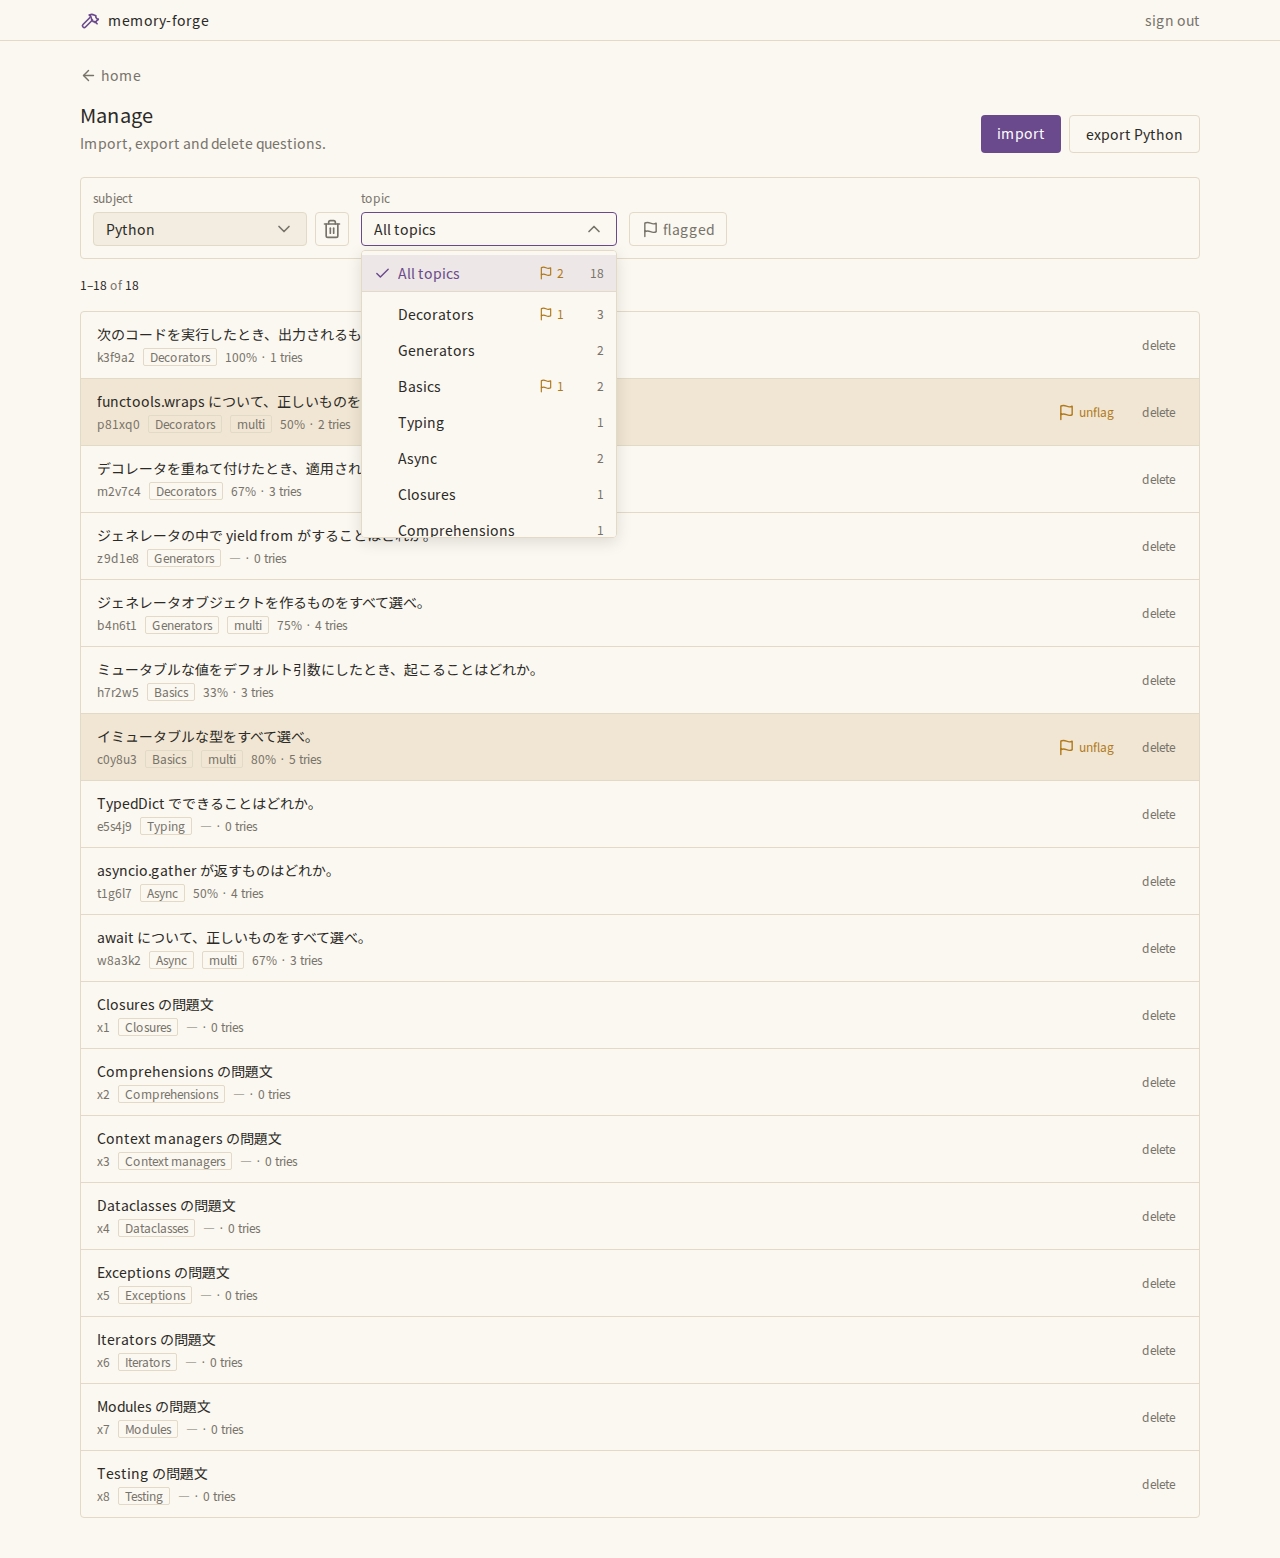 memory-forge
sign out
home
Manage
Import, export and delete questions.
import
export Python
subject
topic
Python
All topics
flagged
All topics 2 18
Decorators 1 3
Generators 2
Basics 1 2
Typing 1
Async 2
Closures 1
Comprehensions 1
1–18 of 18
次のコードを実行したとき、出力されるも
k3f9a2 Decorators 100% · 1 tries
delete
functools.wraps について、正しいものを
p81xq0 Decorators multi 50% · 2 tries
unflag delete
デコレータを重ねて付けたとき、適用され
m2v7c4 Decorators 67% · 3 tries
delete
ジェネレータの中で yield from がすることはどれか。
z9d1e8 Generators — · 0 tries
delete
ジェネレータオブジェクトを作るものをすべて選べ。
b4n6t1 Generators multi 75% · 4 tries
delete
ミュータブルな値をデフォルト引数にしたとき、起こることはどれか。
h7r2w5 Basics 33% · 3 tries
delete
イミュータブルな型をすべて選べ。
c0y8u3 Basics multi 80% · 5 tries
unflag delete
TypedDict でできることはどれか。
e5s4j9 Typing — · 0 tries
delete
asyncio.gather が返すものはどれか。
t1g6l7 Async 50% · 4 tries
delete
await について、正しいものをすべて選べ。
w8a3k2 Async multi 67% · 3 tries
delete
Closures の問題文
x1 Closures — · 0 tries
delete
Comprehensions の問題文
x2 Comprehensions — · 0 tries
delete
Context managers の問題文
x3 Context managers — · 0 tries
delete
Dataclasses の問題文
x4 Dataclasses — · 0 tries
delete
Exceptions の問題文
x5 Exceptions — · 0 tries
delete
Iterators の問題文
x6 Iterators — · 0 tries
delete
Modules の問題文
x7 Modules — · 0 tries
delete
Testing の問題文
x8 Testing — · 0 tries
delete